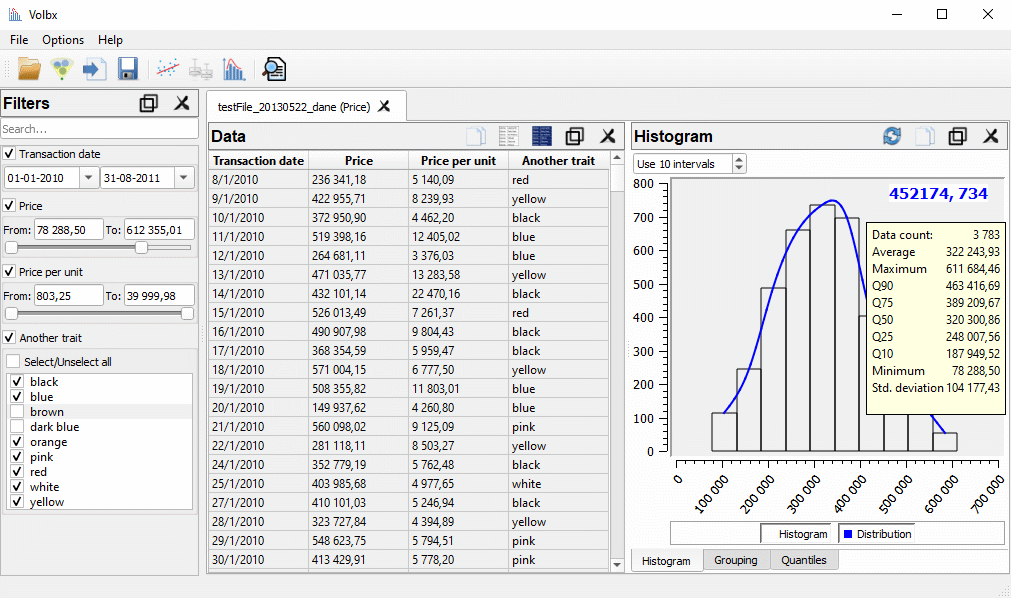 Volbx
File Options Help
Filters
Search...
Transaction date
01-01-2010 31-08-2011
Price
From: 78 288,50 To: 612 355,01
Price per unit
From: 803,25 To: 39 999,98
Another trait
Select/Unselect all
black
blue
brown
dark blue
orange
pink
red
white
yellow
testFile_20130522_dane (Price)
Data
Transaction date Price Price per unit Another trait
8/1/2010 236 341,18 5 140,09 red
9/1/2010 422 955,71 8 239,93 yellow
10/1/2010 372 950,90 4 462,20 black
11/1/2010 519 398,16 12 405,02 blue
12/1/2010 264 681,11 3 376,03 blue
13/1/2010 471 035,77 13 283,58 yellow
14/1/2010 432 101,14 22 470,16 black
15/1/2010 526 013,49 7 261,37 red
16/1/2010 490 907,98 9 804,43 black
17/1/2010 368 354,59 5 959,47 black
18/1/2010 571 004,15 6 777,50 yellow
19/1/2010 508 355,82 11 803,01 blue
20/1/2010 149 937,62 4 260,80 blue
21/1/2010 560 098,02 9 125,09 pink
22/1/2010 281 118,11 8 503,27 yellow
24/1/2010 352 779,19 5 762,48 black
25/1/2010 403 985,68 4 977,65 white
27/1/2010 410 101,03 5 246,94 black
28/1/2010 323 727,84 4 394,89 yellow
29/1/2010 548 623,75 5 794,51 pink
30/1/2010 413 429,91 5 778,20 pink
Histogram
Use 10 intervals
452174, 734
800
700
600
500
400
300
200
100
0
Data count: 3 783
Average 322 243,93
Maximum 611 684,46
Q90 463 416,69
Q75 389 209,67
Q50 320 300,86
Q25 248 007,56
Q10 187 949,52
Minimum 78 288,50
Std. deviation 104 177,43
0 100 000 200 000 300 000 400 000 500 000 600 000 700 000
Histogram Distribution
Histogram Grouping Quantiles